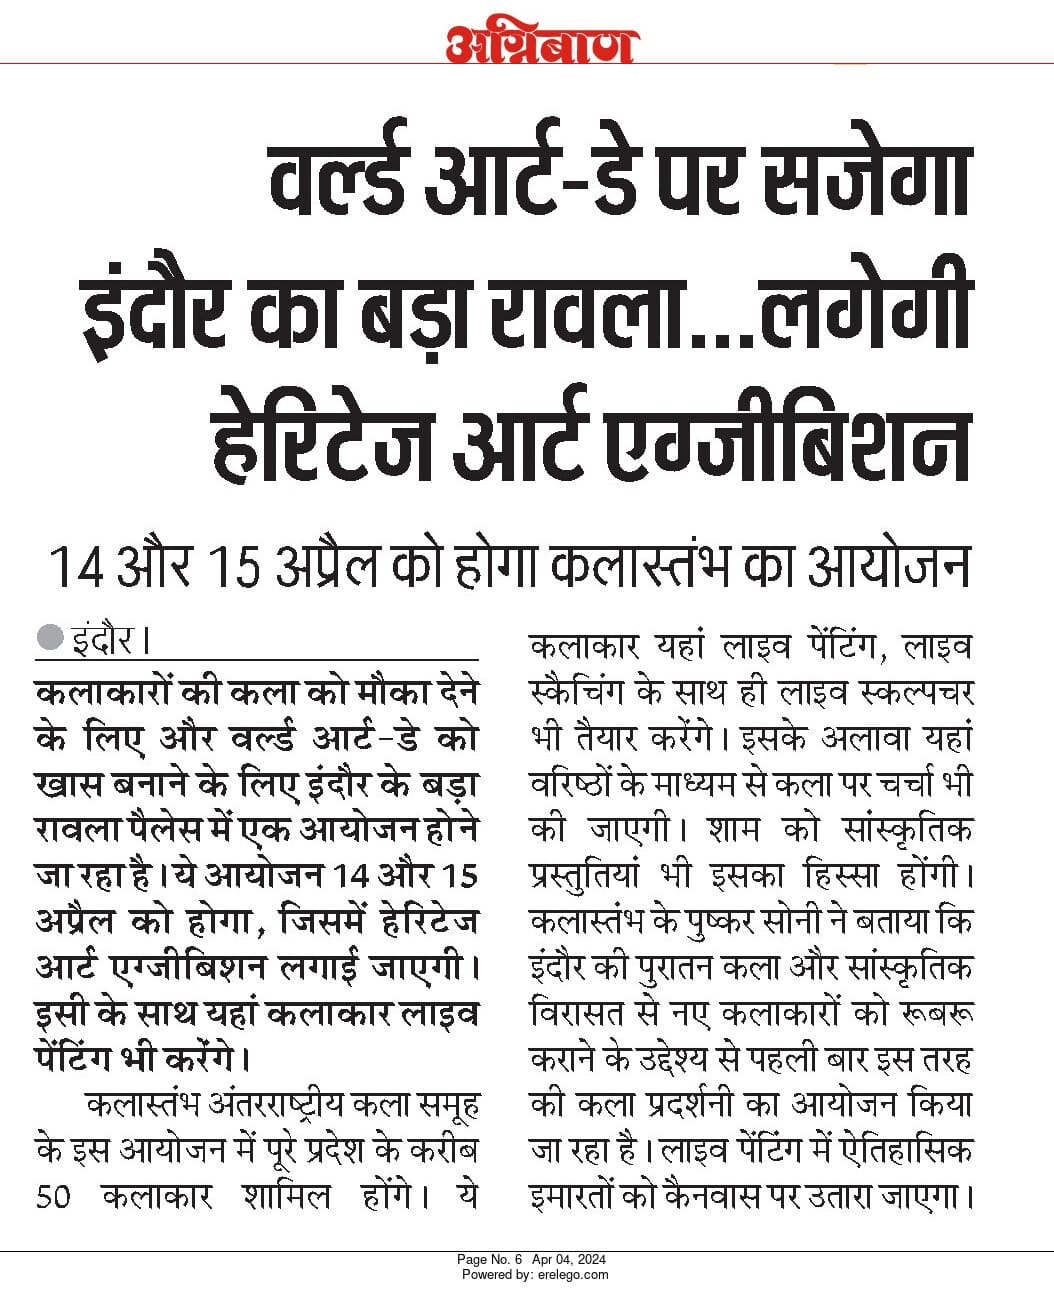 अग्निबाण
वर्ल्ड आर्ट-डे पर सजेगा
इंदौर का बड़ा रावला...लगेगी
हेरिटेज आर्ट एग्जीबिशन
14 और 15 अप्रैल को होगा कलास्तंभ का आयोजन
इंदौर।
कलाकारों की कला को मौका देने
के लिए और वर्ल्ड आर्ट-डे को
खास बनाने के लिए इंदौर के बड़ा
रावला पैलेस में एक आयोजन होने
जा रहा है। ये आयोजन 14 और 15
अप्रैल को होगा, जिसमें हेरिटेज
आर्ट एग्जीबिशन लगाई जाएगी।
इसी के साथ यहां कलाकार लाइव
पेंटिंग भी करेंगे।
कलास्तंभ अंतरराष्ट्रीय कला समूह
के इस आयोजन में पूरे प्रदेश के करीब
50 कलाकार शामिल होंगे। ये
कलाकार यहां लाइव पेंटिंग, लाइव
स्कैचिंग के साथ ही लाइव स्कल्पचर
भी तैयार करेंगे। इसके अलावा यहां
वरिष्ठों के माध्यम से कला पर चर्चा भी
की जाएगी। शाम को सांस्कृतिक
प्रस्तुतियां भी इसका हिस्सा होंगी।
कलास्तंभ के पुष्कर सोनी ने बताया कि
इंदौर की पुरातन कला और सांस्कृतिक
विरासत से नए कलाकारों को रूबरू
कराने के उद्देश्य से पहली बार इस तरह
की कला प्रदर्शनी का आयोजन किया
जा रहा है। लाइव पेंटिंग में ऐतिहासिक
इमारतों को कैनवास पर उतारा जाएगा।
Page No. 6 Apr 04, 2024
Powered by: erelego.com